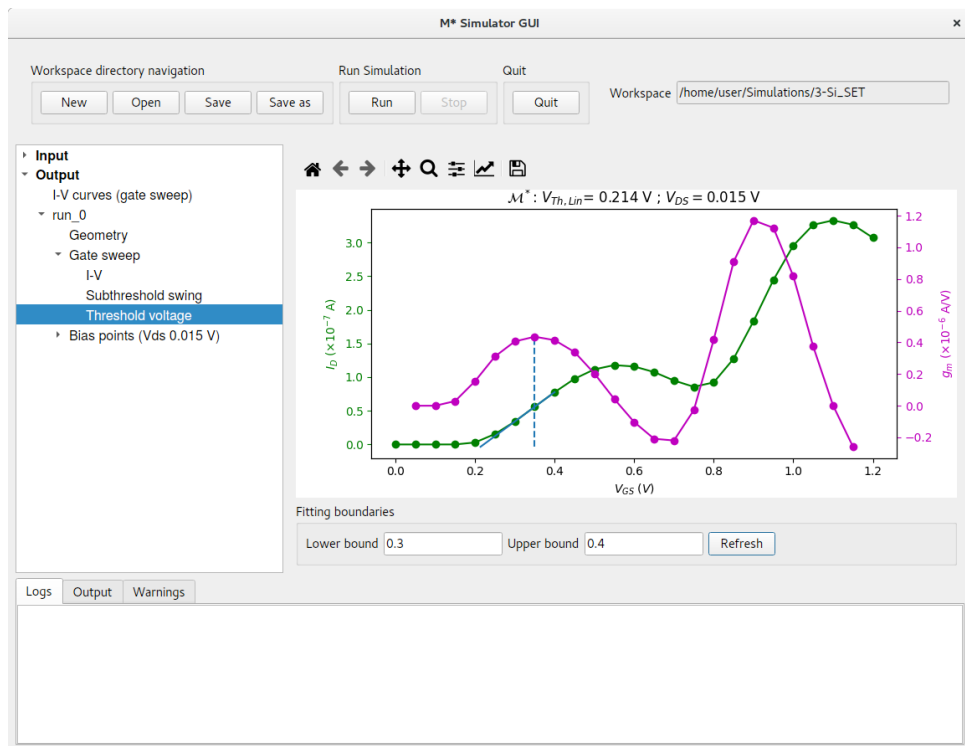 M* Simulator GUI
×
Workspace directory navigation
Run Simulation
Quit
New
Open
Save
Save as
Run
Stop
Quit
Workspace
/home/user/Simulations/3-Si_SET
Input
Output
I-V curves (gate sweep)
run_0
Geometry
Gate sweep
I-V
Subthreshold swing
Threshold voltage
Bias points (Vds 0.015 V)
ℳ* : V_Th,Lin = 0.214 V ; V_DS = 0.015 V
I_D (×10⁻⁷ A)
3.0
2.5
2.0
1.5
1.0
0.5
0.0
0.0 0.2 0.4 0.6 0.8 1.0 1.2
V_GS (V)
1.2
1.0
0.8
0.6
0.4
0.2
0.0
−0.2
g_m (×10⁻⁶ A/V)
Fitting boundaries
Lower bound 0.3 Upper bound 0.4 Refresh
Logs Output Warnings